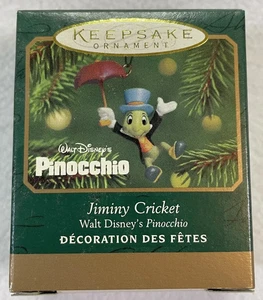 KEEPSAKE
ORNAMENT
WALT DISNEY'S
Pinocchio
Jiminy Cricket
Walt Disney's Pinocchio
DÉCORATION DES FÊTES